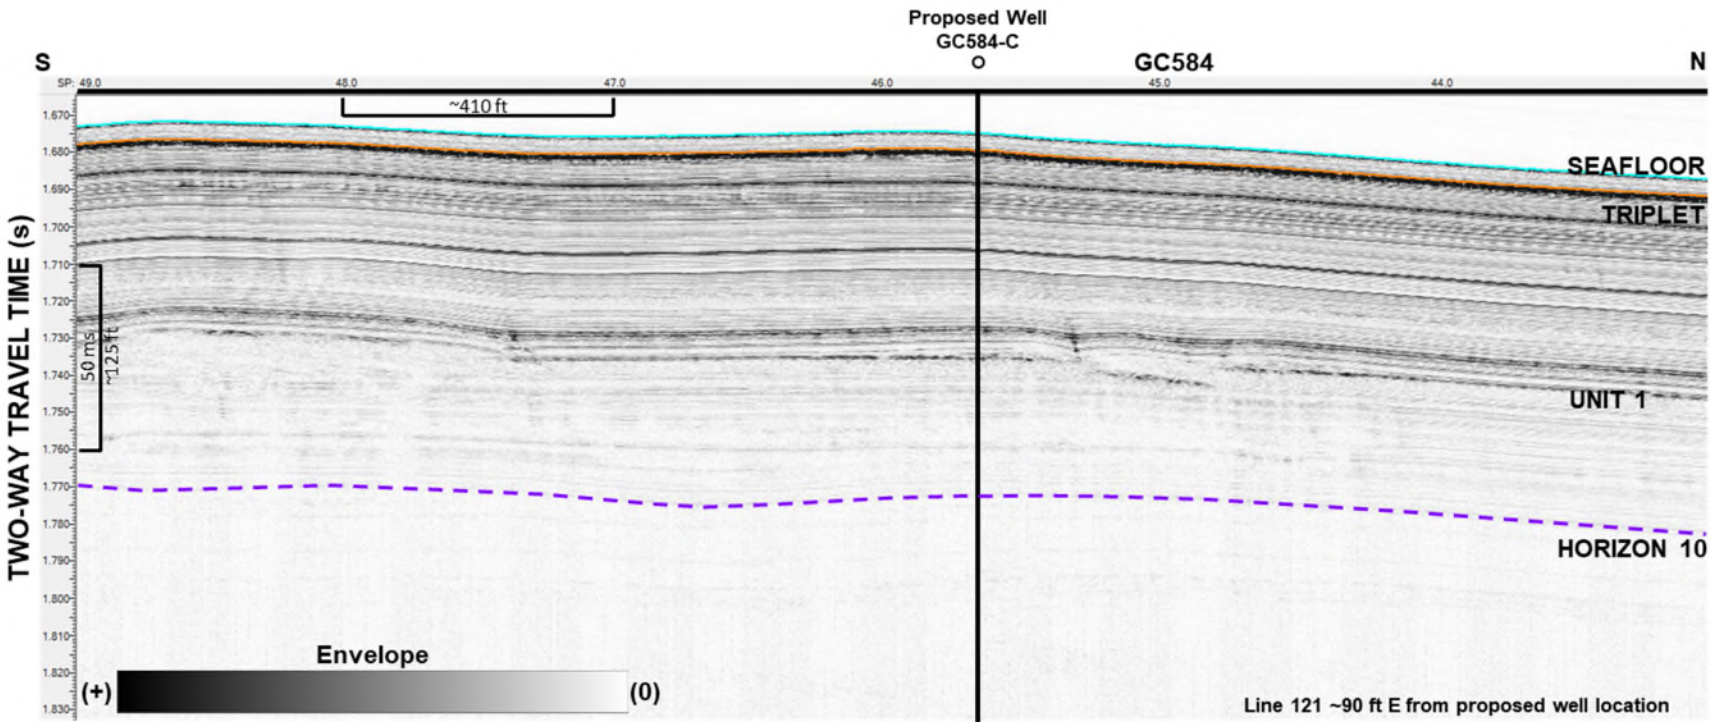 Proposed Well
GC584-C
S
GC584
N
SP: 49.0
48.0
47.0
46.0
45.0
44.0
~410 ft
1.670
1.680
1.690
1.700
1.710
1.720
1.730
1.740
1.750
1.760
1.770
1.780
1.790
1.800
1.810
1.820
1.830
TWO-WAY TRAVEL TIME (s)
50 ms
~125 ft
SEAFLOOR
TRIPLET
UNIT 1
HORIZON 10
Envelope
(+)
(0)
Line 121 ~90 ft E from proposed well location